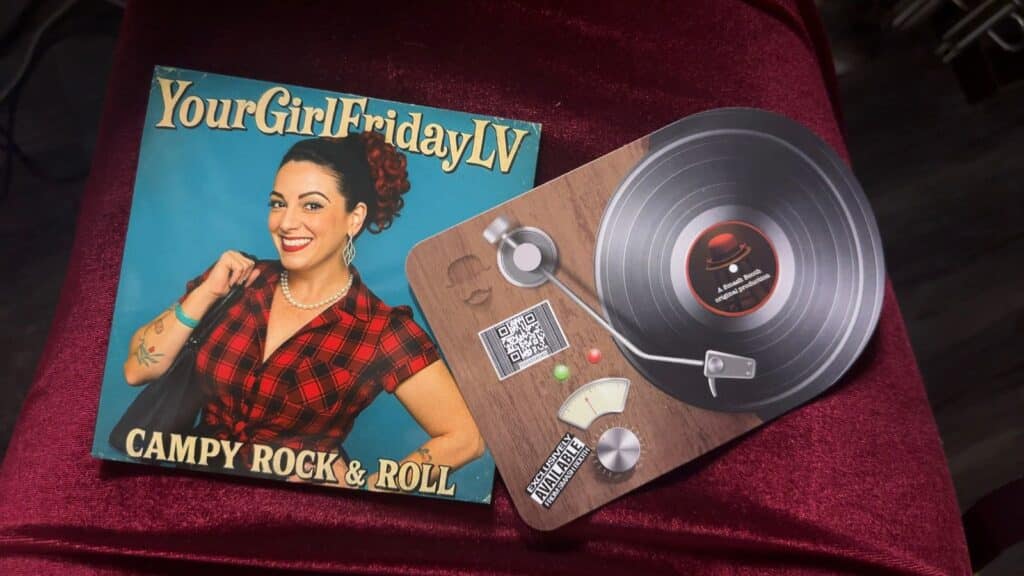 YourGirlFridayLV
CAMPY ROCK & ROLL
A Smash Booth
original production
EXCLUSIVELY
AVAILABLE